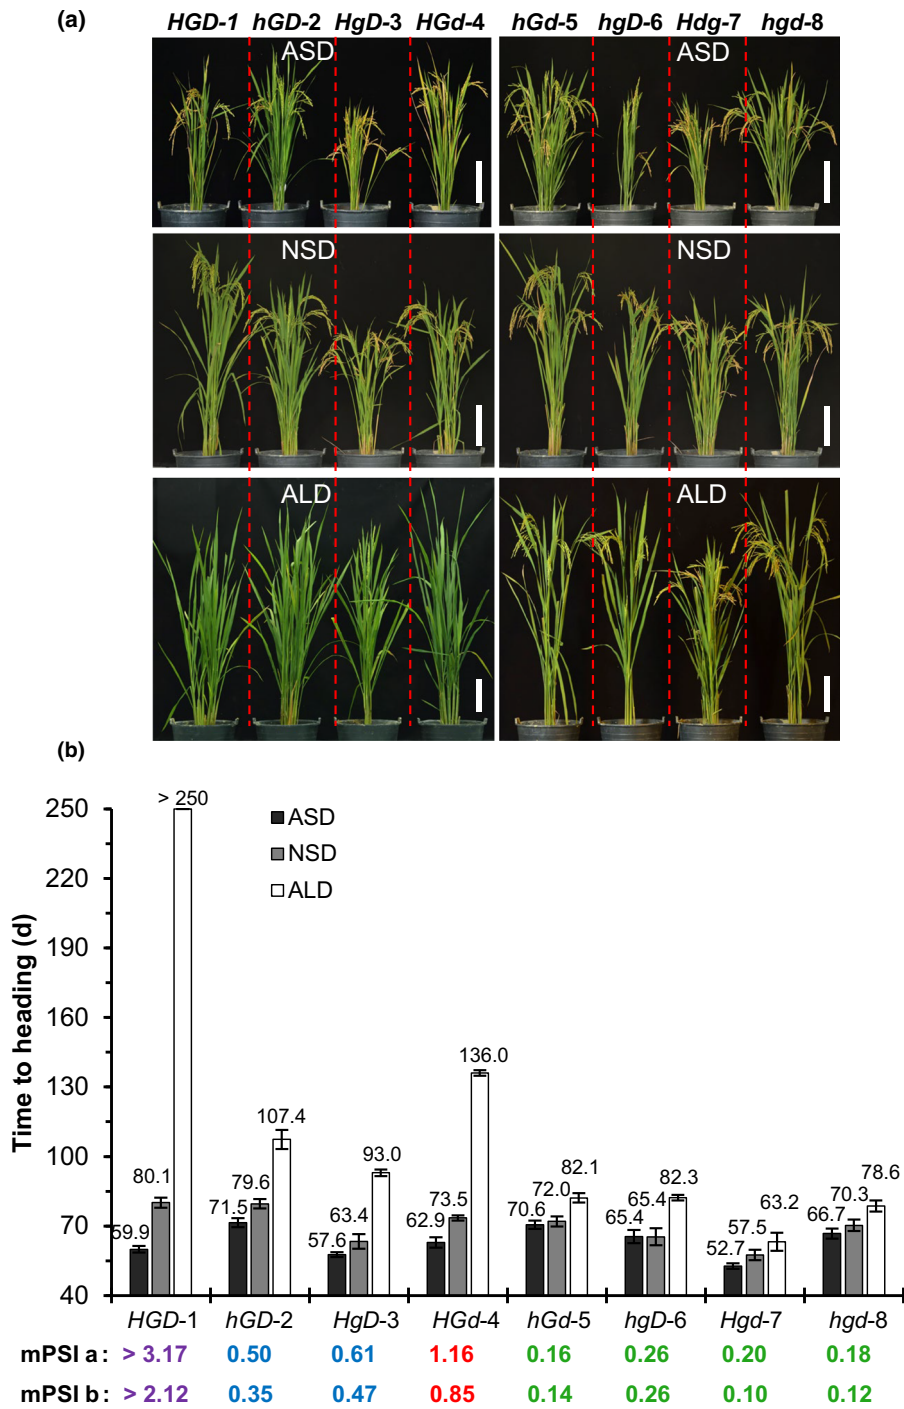 (a)
HGD-1 hGD-2 HgD-3 HGd-4 hGd-5 hgD-6 Hdg-7 hgd-8
ASD ASD
NSD NSD
ALD ALD
(b)
> 250
250
220
190
160
130
100
70
40
Time to heading (d)
ASD
NSD
ALD
59.9 80.1
71.5 79.6 107.4
57.6 63.4 93.0
62.9 73.5 136.0
70.6 72.0 82.1
65.4 65.4 82.3
52.7 57.5 63.2
66.7 70.3 78.6
HGD-1 hGD-2 HgD-3 HGd-4 hGd-5 hgD-6 Hgd-7 hgd-8
mPSI a: > 3.17 0.50 0.61 1.16 0.16 0.26 0.20 0.18
mPSI b: > 2.12 0.35 0.47 0.85 0.14 0.26 0.10 0.12